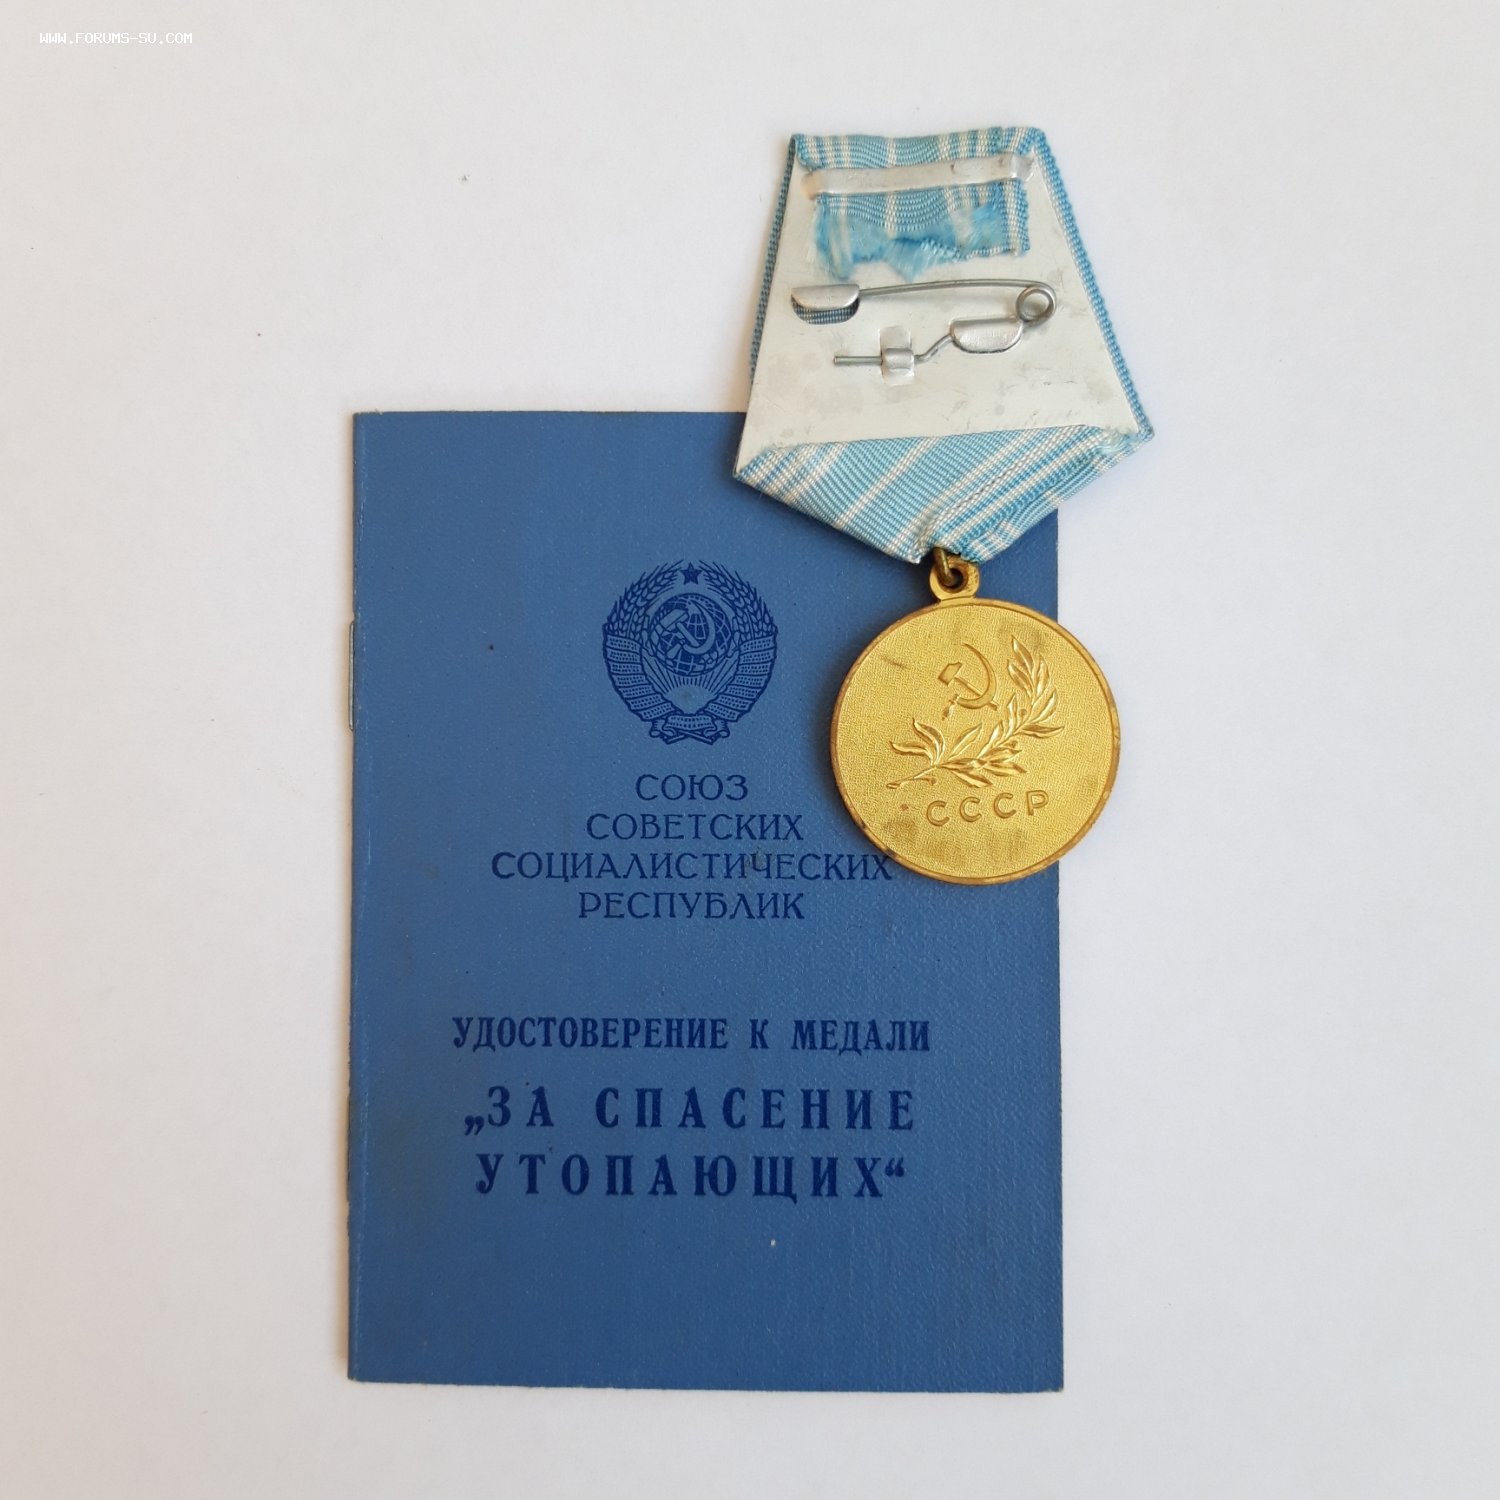 WWW.FORUMS-SU.COM
СОЮЗ
СОВЕТСКИХ
СОЦИАЛИСТИЧЕСКИХ
РЕСПУБЛИК
СССР
УДОСТОВЕРЕНИЕ К МЕДАЛИ
„ЗА СПАСЕНИЕ
УТОПАЮЩИХ“